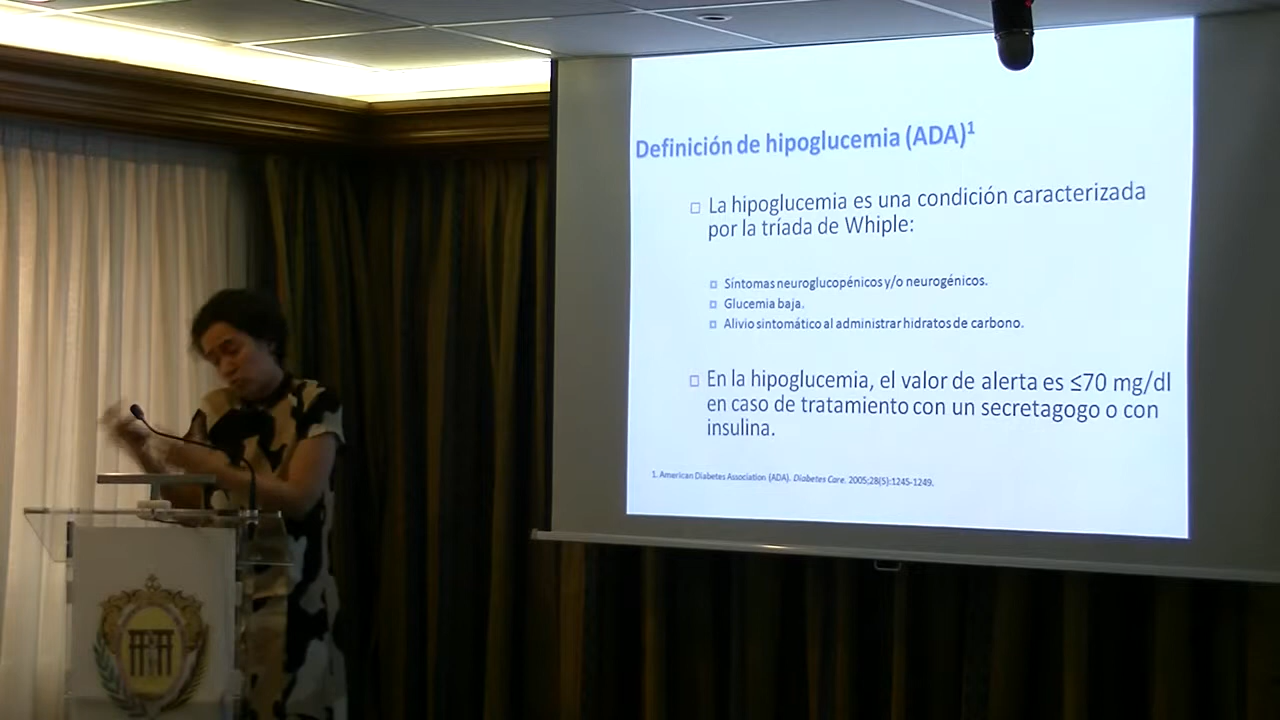 Definición de hipoglucemia (ADA)¹
La hipoglucemia es una condición caracterizada
por la tríada de Whiple:
Síntomas neuroglucopénicos y/o neurogénicos.
Glucemia baja.
Alivio sintomático al administrar hidratos de carbono.
En la hipoglucemia, el valor de alerta es ≤70 mg/dl
en caso de tratamiento con un secretagogo o con
insulina.
1. American Diabetes Association (ADA). Diabetes Care. 2005;28(5):1245-1249.